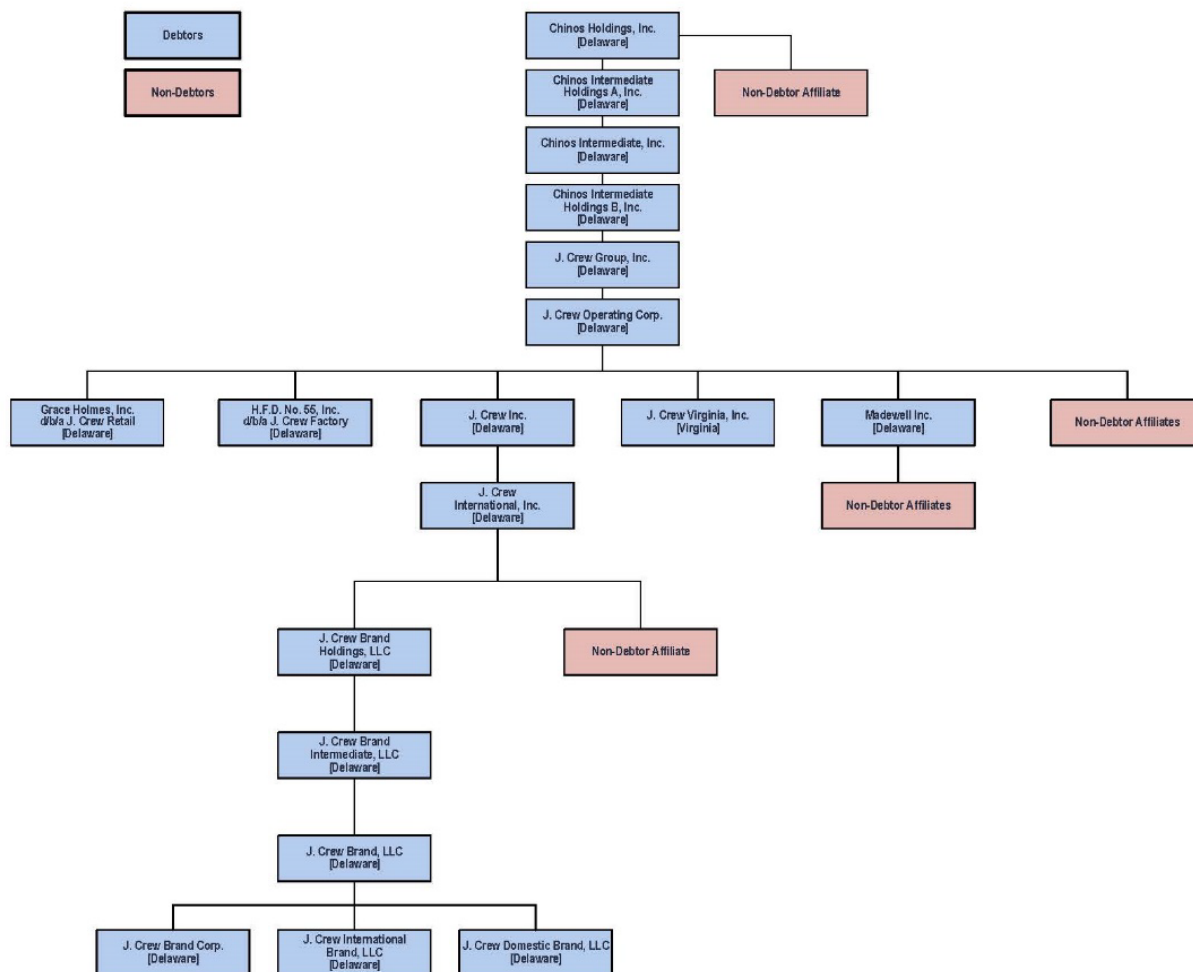 Debtors
Non-Debtors
Chinos Holdings, Inc.
[Delaware]
Chinos Intermediate
Holdings A, Inc.
[Delaware]
Non-Debtor Affiliate
Chinos Intermediate, Inc.
[Delaware]
Chinos Intermediate
Holdings B, Inc.
[Delaware]
J. Crew Group, Inc.
[Delaware]
J. Crew Operating Corp.
[Delaware]
Grace Holmes, Inc.
d/b/a J. Crew Retail
[Delaware]
H.F.D. No. 55, Inc.
d/b/a J. Crew Factory
[Delaware]
J. Crew Inc.
[Delaware]
J. Crew Virginia, Inc.
[Virginia]
Madewell Inc.
[Delaware]
Non-Debtor Affiliates
J. Crew
International, Inc.
[Delaware]
Non-Debtor Affiliates
J. Crew Brand
Holdings, LLC
[Delaware]
Non-Debtor Affiliate
J. Crew Brand
Intermediate, LLC
[Delaware]
J. Crew Brand, LLC
[Delaware]
J. Crew Brand Corp.
[Delaware]
J. Crew International
Brand, LLC
[Delaware]
J. Crew Domestic Brand, LLC
[Delaware]